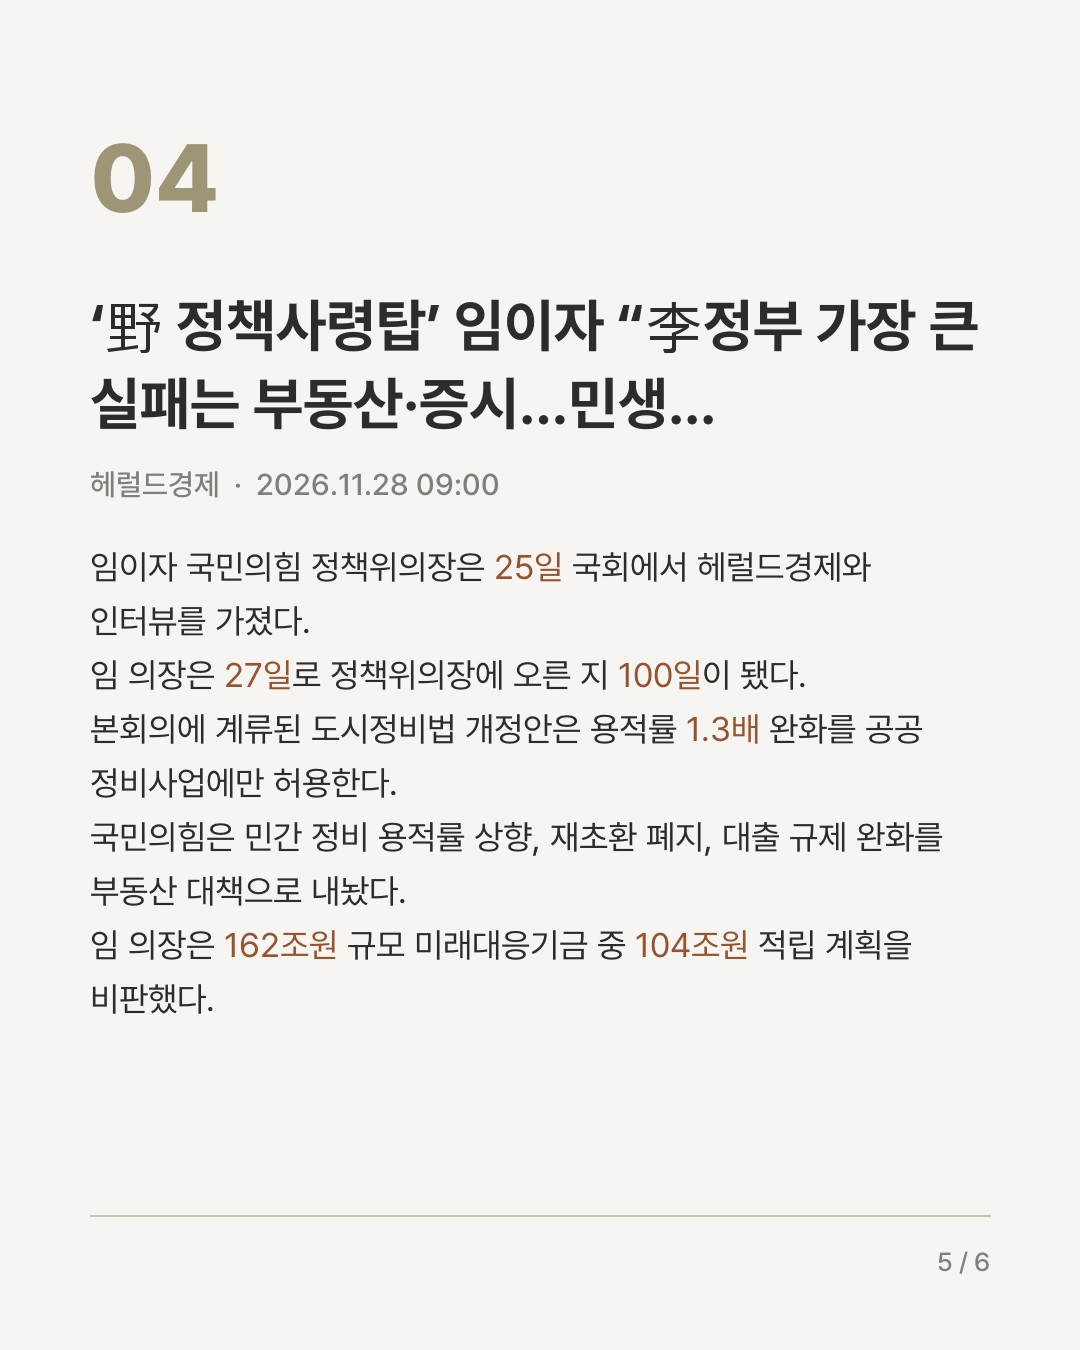 04
‘野 정책사령탑’ 임이자 “李정부 가장 큰
실패는 부동산·증시…민생…
헤럴드경제 · 2026.11.28 09:00
임이자 국민의힘 정책위의장은 25일 국회에서 헤럴드경제와
인터뷰를 가졌다.
임 의장은 27일로 정책위의장에 오른 지 100일이 됐다.
본회의에 계류된 도시정비법 개정안은 용적률 1.3배 완화를 공공
정비사업에만 허용한다.
국민의힘은 민간 정비 용적률 상향, 재초환 폐지, 대출 규제 완화를
부동산 대책으로 내놨다.
임 의장은 162조원 규모 미래대응기금 중 104조원 적립 계획을
비판했다.
5 / 6